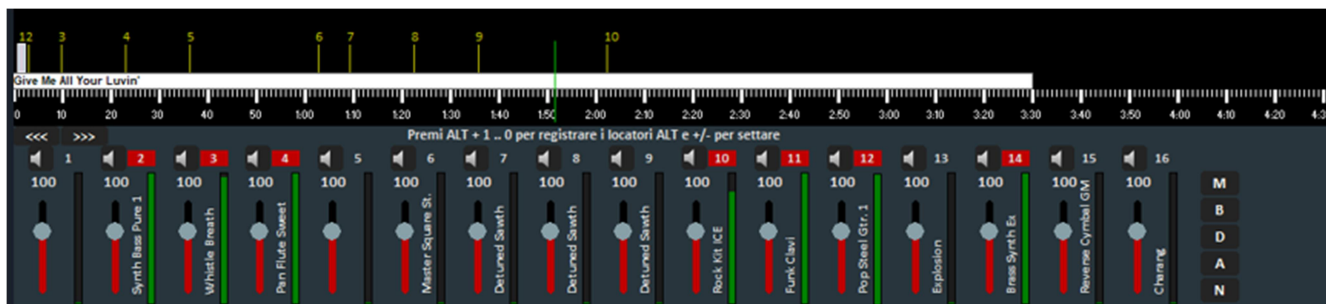 12 3 4 5 6 7 8 9 10
Give Me All Your Luvin'
0 10 20 30 40 50 1:00 1:10 1:20 1:30 1:40 1:50 2:00 2:10 2:20 2:30 2:40 2:50 3:00 3:10 3:20 3:30 3:40 3:50 4:00 4:10 4:20 4:30
<<< >>> Premi ALT + 1 .. 0 per registrare i locatori ALT e +/- per settare
1 2 3 4 5 6 7 8 9 10 11 12 13 14 15 16
100 100 100 100 100 100 100 100 100 100 100 100 100 100 100 100
Synth Bass Pure 1
Whistle Breath
Pan Flute Sweet
Master Square St.
Detuned Sawth
Detuned Sawth
Detuned Sawth
Rock Kit ICE
Funk Clavi
Pop Steel Gtr. 1
Explosion
Brass Synth Ex
Reverse Cymbal GM
Charang
M
B
D
A
N